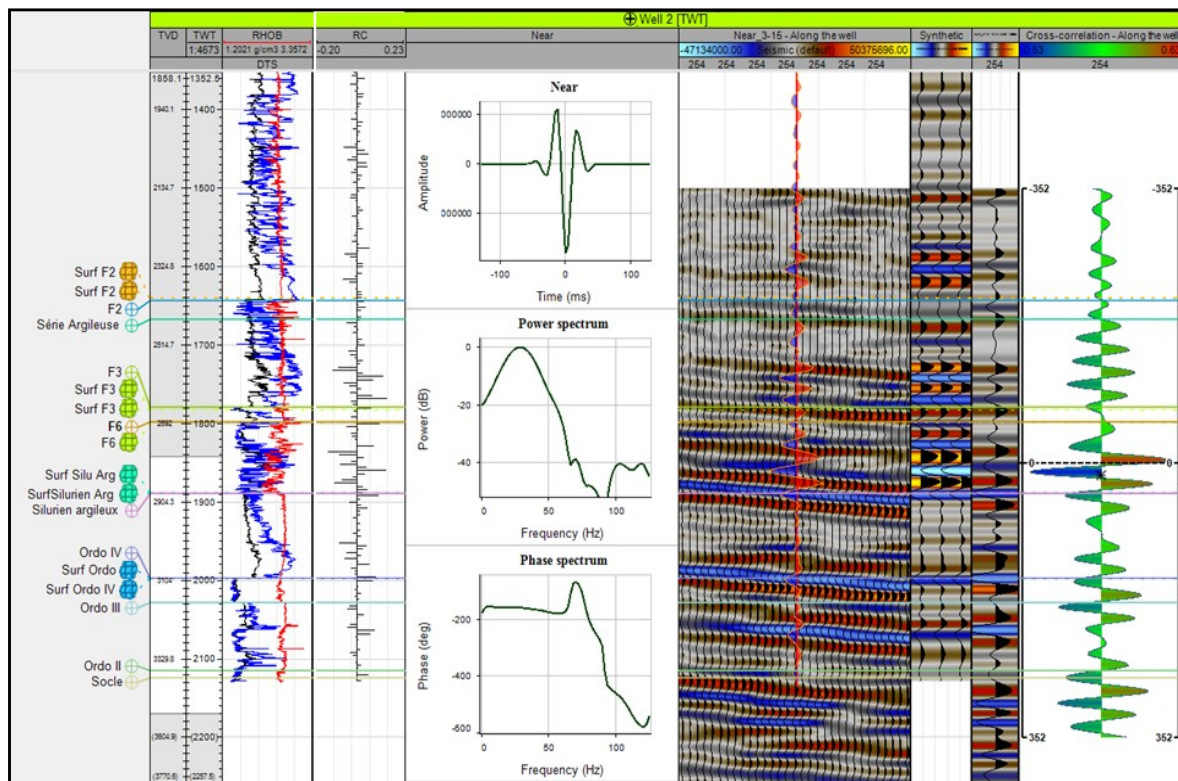 Well 2 [TWT]
TVD TWT RHOB RC Near Near_3-15 - Along the well Synthetic Cross-correlation - Along the well
1:4673 1.2021 g/cm3 3.3572 -0.20 0.23 -47134000.00 Seismic (default) 50375696.00 -0.63 0.63
DTS 254 254 254 254 254 254 254 254 254
1858.1 1352.5
1940.1 1400
2134.7 1500
2324.8 1600
2514.7 1700
2692 1800
2904.3 1900
3104 2000
3329.8 2100
(3604.9) (2200)
(3770.6) (2257.5)
Surf F2
Surf F2
F2
Série Argileuse
F3
Surf F3
Surf F3
F6
F6
Surf Silu Arg
SurfSilurien Arg
Silurien argileux
Ordo IV
Surf Ordo
Surf Ordo IV
Ordo III
Ordo II
Socle
Near
Amplitude
000000
0
000000
-100 0 100
Time (ms)
Power spectrum
Power (dB)
0
-20
-40
0 50 100
Frequency (Hz)
Phase spectrum
Phase (deg)
-200
-400
-600
0 50 100
Frequency (Hz)
-352 -352
0 0
352 352